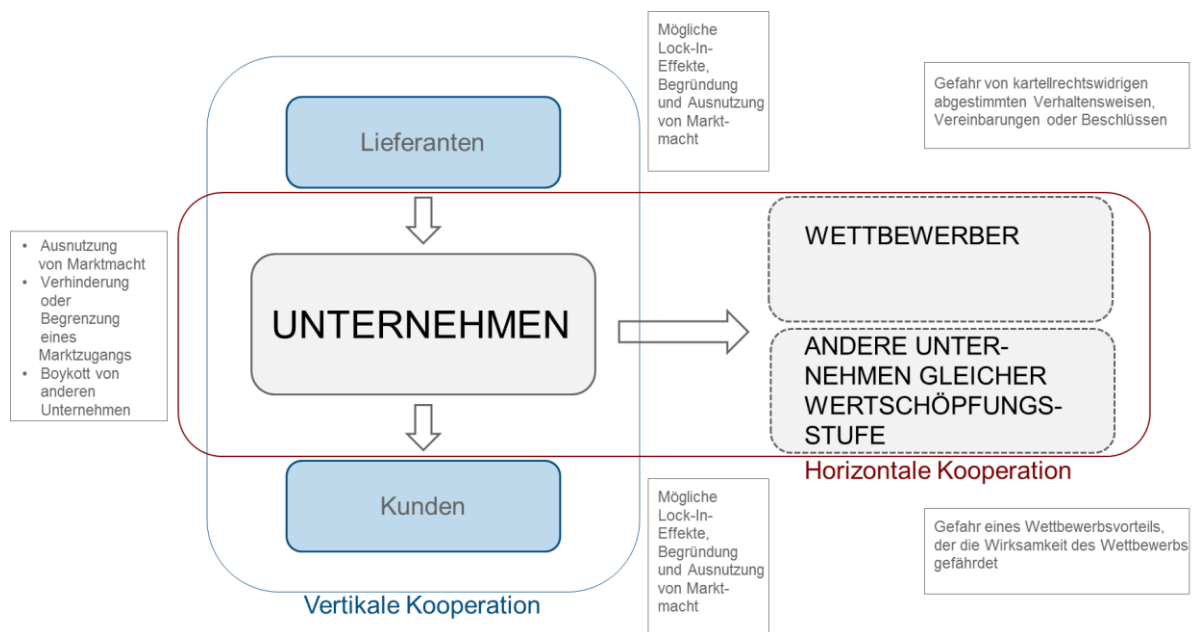 Mögliche
Lock-In-
Effekte,
Begründung
und Ausnutzung
von Markt-
macht
Gefahr von kartellrechtswidrigen
abgestimmten Verhaltensweisen,
Vereinbarungen oder Beschlüssen
Lieferanten
• Ausnutzung
von Marktmacht
• Verhinderung
oder
Begrenzung
eines
Marktzugangs
• Boykott von
anderen
Unternehmen
UNTERNEHMEN
WETTBEWERBER
ANDERE UNTER-
NEHMEN GLEICHER
WERTSCHÖPFUNGS-
STUFE
Horizontale Kooperation
Kunden
Mögliche
Lock-In-
Effekte,
Begründung
und Ausnutzung
von Markt-
macht
Gefahr eines Wettbewerbsvorteils,
der die Wirksamkeit des Wettbewerbs
gefährdet
Vertikale Kooperation